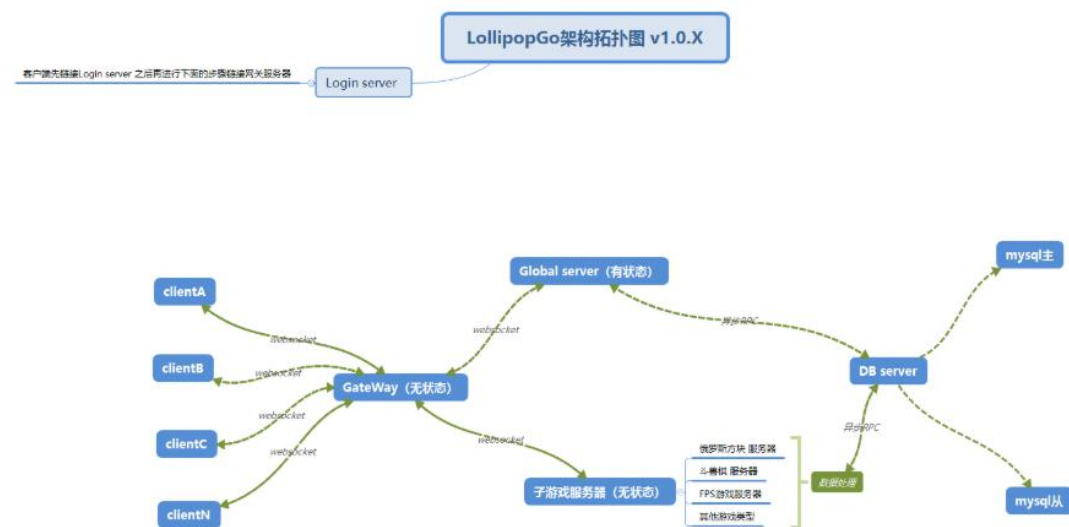 LollipopGo架构拓扑图 v1.0.X
客户端先链接Login server 之后再进行下面的步骤链接网关服务器
Login server
mysql主
Global server（有状态）
clientA
websocket
websocket
异步RPC
clientB
websocket
GateWay（无状态）
DB server
websocket
clientC
websocket
websocket
异步RPC
俄罗斯方块 服务器
斗兽棋 服务器
子游戏服务器（无状态）
FPS游戏服务器
其他游戏类型
数据处理
mysql从
clientN